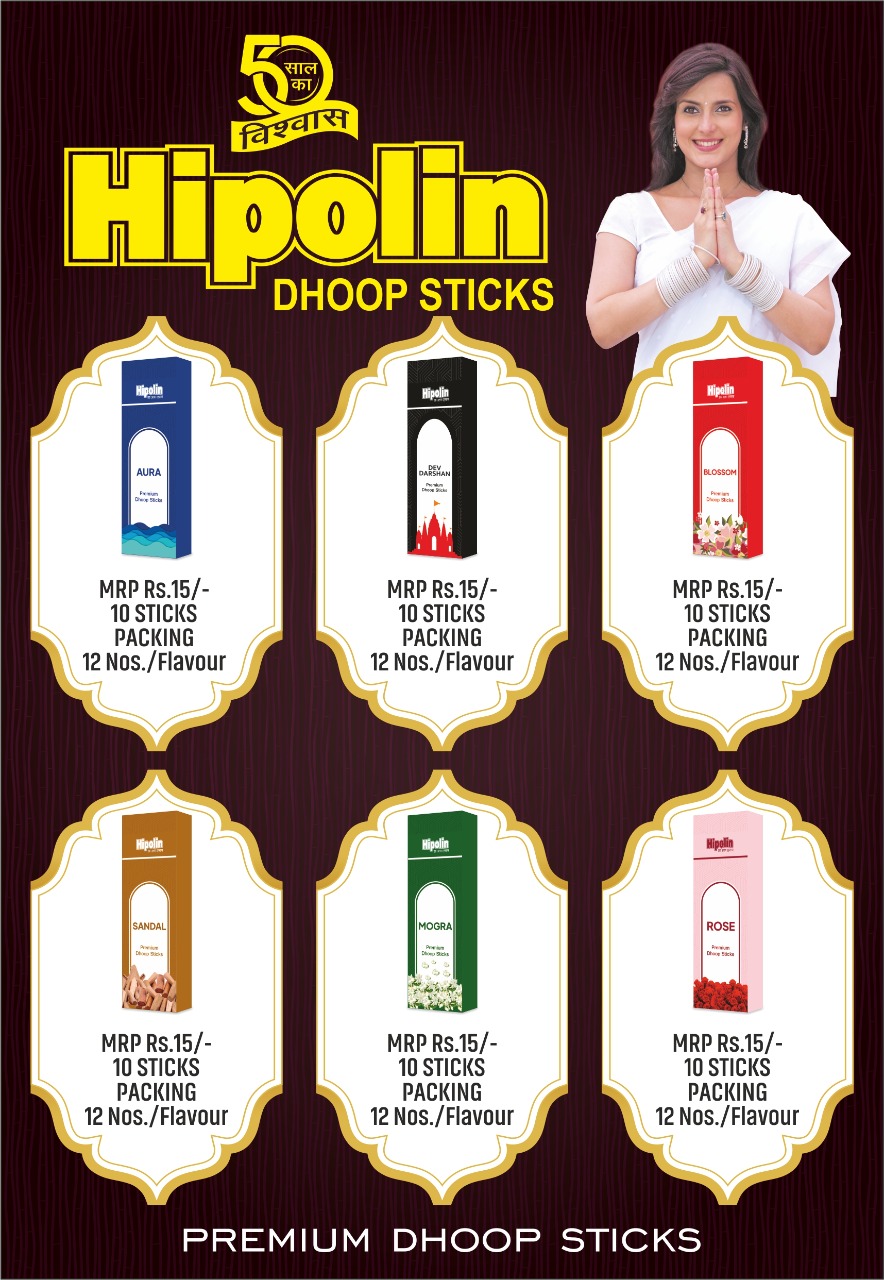 50
साल
का
विश्वास
Hipolin
DHOOP STICKS
Hipolin
AURA
Premium
Dhoop Sticks
MRP Rs.15/-
10 STICKS
PACKING
12 Nos./Flavour
Hipolin
DEV
DARSHAN
Premium
Dhoop Sticks
MRP Rs.15/-
10 STICKS
PACKING
12 Nos./Flavour
Hipolin
BLOSSOM
Premium
Dhoop Sticks
MRP Rs.15/-
10 STICKS
PACKING
12 Nos./Flavour
Hipolin
SANDAL
Premium
Dhoop Sticks
MRP Rs.15/-
10 STICKS
PACKING
12 Nos./Flavour
Hipolin
MOGRA
Premium
Dhoop Sticks
MRP Rs.15/-
10 STICKS
PACKING
12 Nos./Flavour
Hipolin
ROSE
Premium
Dhoop Sticks
MRP Rs.15/-
10 STICKS
PACKING
12 Nos./Flavour
PREMIUM DHOOP STICKS